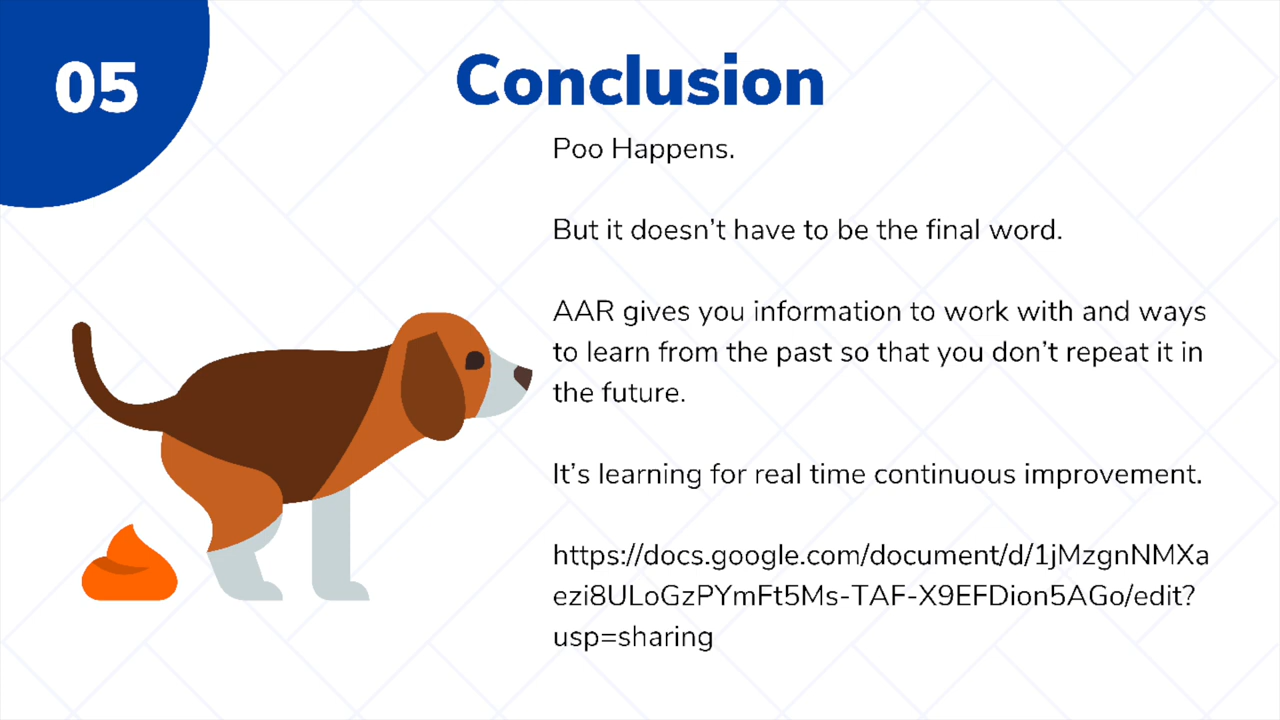 05
Conclusion
Poo Happens.
But it doesn't have to be the final word.
AAR gives you information to work with and ways
to learn from the past so that you don't repeat it in
the future.
It's learning for real time continuous improvement.
https://docs.google.com/document/d/1jMzgnNMXa
ezi8ULoGzPYmFt5Ms-TAF-X9EFDion5AGo/edit?
usp=sharing